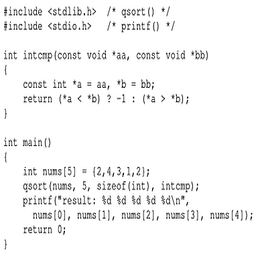 #include <stdlib.h>  /* qsort() */
#include <stdio.h>   /* printf() */
int intcmp(const void *aa, const void *bb)
{
    const int *a = aa, *b = bb;
    return (*a < *b) ? -1 : (*a > *b);
}
int main()
{
    int nums[5] = {2,4,3,1,2};
    qsort(nums, 5, sizeof(int), intcmp);
    printf("result: %d %d %d %d %d\n",
      nums[0], nums[1], nums[2], nums[3], nums[4]);
    return 0;
}